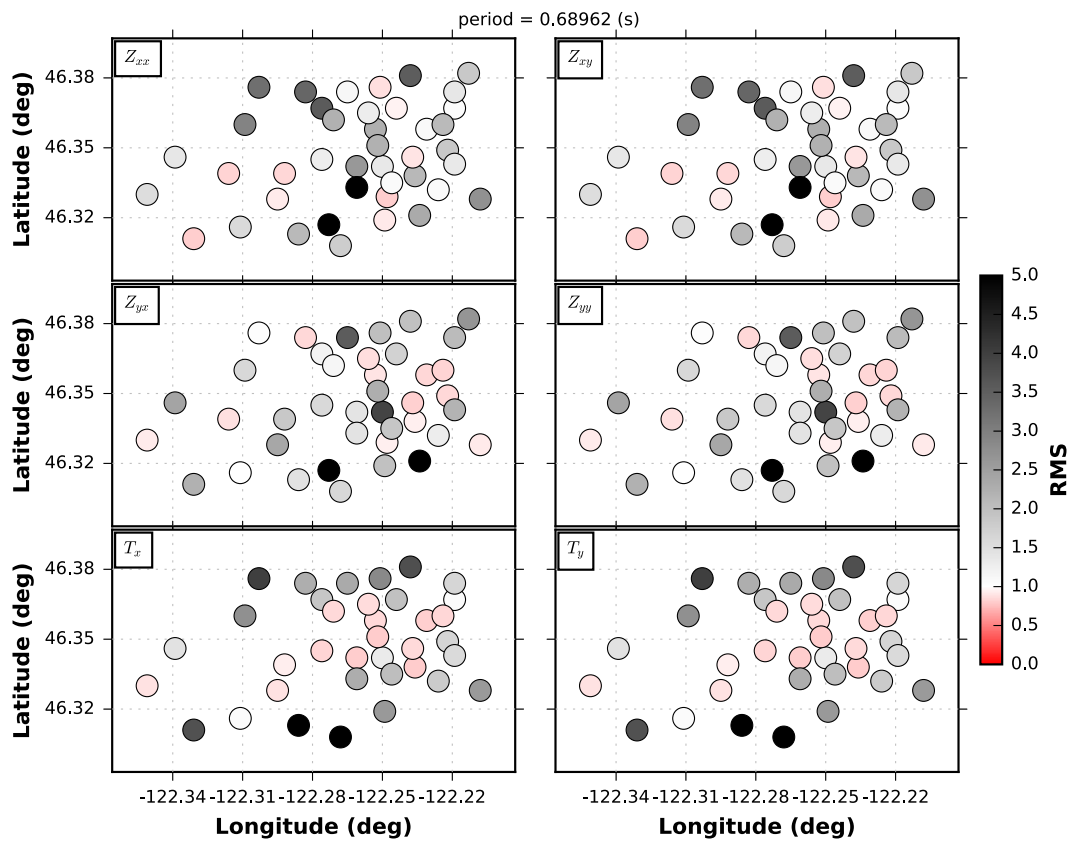 period = 0.68962 (s)
Z_xx
Z_xy
46.38
46.35
46.32
Latitude (deg)
Z_yx
Z_yy
46.38
46.35
46.32
Latitude (deg)
T_x
T_y
46.38
46.35
46.32
Latitude (deg)
-122.34 -122.31 -122.28 -122.25 -122.22
Longitude (deg)
-122.34 -122.31 -122.28 -122.25 -122.22
Longitude (deg)
5.0
4.5
4.0
3.5
3.0
2.5
2.0
1.5
1.0
0.5
0.0
RMS